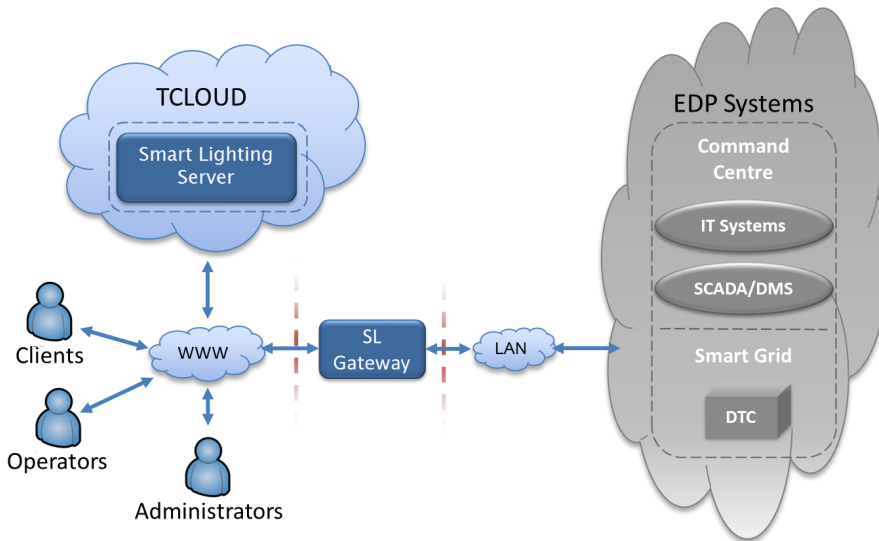 TCLOUD
Smart Lighting
Server
EDP Systems
Command
Centre
IT Systems
SCADA/DMS
Smart Grid
DTC
Clients
WWW
SL
Gateway
LAN
Operators
Administrators